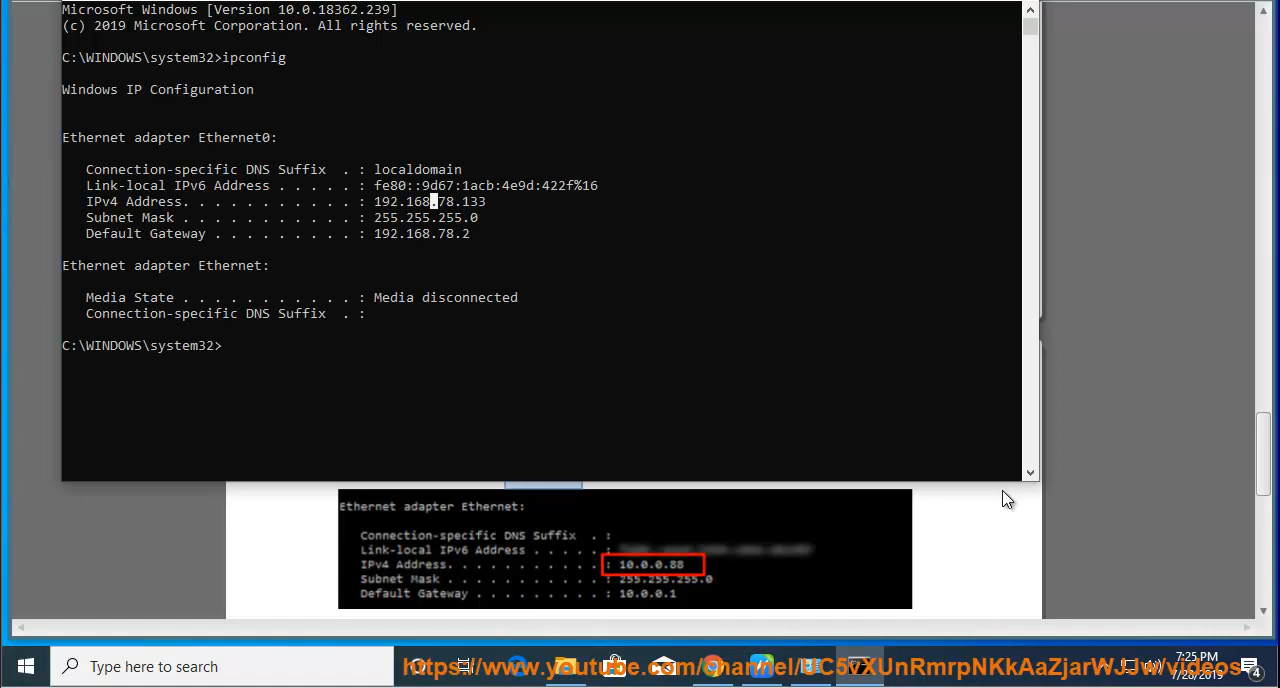 Microsoft Windows [Version 10.0.18362.239]
(c) 2019 Microsoft Corporation. All rights reserved.
C:\WINDOWS\system32>ipconfig
Windows IP Configuration
Ethernet adapter Ethernet0:
Connection-specific DNS Suffix . : localdomain
Link-local IPv6 Address . . . . . : fe80::9d67:1acb:4e9d:422f%16
IPv4 Address. . . . . . . . . . . : 192.168.78.133
Subnet Mask . . . . . . . . . . . : 255.255.255.0
Default Gateway . . . . . . . . . : 192.168.78.2
Ethernet adapter Ethernet:
Media State . . . . . . . . . . . : Media disconnected
Connection-specific DNS Suffix . :
C:\WINDOWS\system32>
Ethernet adapter Ethernet:
Connection-specific DNS Suffix . :
Link-local IPv6 Address . . . . . :
IPv4 Address. . . . . . . . . . . : 10.0.0.88
Subnet Mask . . . . . . . . . . . : 255.255.255.0
Default Gateway . . . . . . . . . : 10.0.0.1
Type here to search
7:25 PM
7/28/2019
4